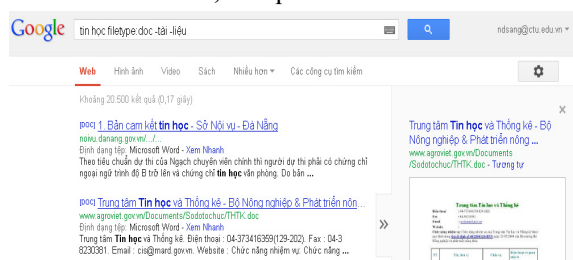 Google tin học filetype:doc -tài -liệu ndsang@ctu.edu.vn
Web Hình ảnh Video Sách Nhiều hơn Các công cụ tìm kiếm
Khoảng 20.500 kết quả (0,17 giây)
[DOC] 1. Bản cam kết tin học - Sở Nội vụ - Đà Nẵng
noivu.danang.gov.vn/.../...
Định dạng tệp: Microsoft Word - Xem Nhanh
Theo tiêu chuẩn dự thi của Ngạch chuyên viên chính thì người dự thi phải có chứng chỉ
ngoại ngữ trình độ B trở lên và chứng chỉ tin học văn phòng. Do bản ...
[DOC] Trung tâm Tin học và Thống kê - Bộ Nông nghiệp & Phát triển nôn...
www.agroviet.gov.vn/Documents/Sodotochuc/THTK.doc
Định dạng tệp: Microsoft Word - Xem Nhanh
Trung tâm Tin học và Thống kê. Điện thoại : 04-373416359(129-202). Fax : 04-3
8230381. Email : cis@mard.gov.vn. Website : Chức năng nhiệm vụ: Chức năng ...
Trung tâm Tin học và Thống kê - Bộ
Nông nghiệp & Phát triển nông ...
www.agroviet.gov.vn/Documents
/Sodotochuc/THTK.doc - Tương tự
Trung tâm Tin học và Thống kê